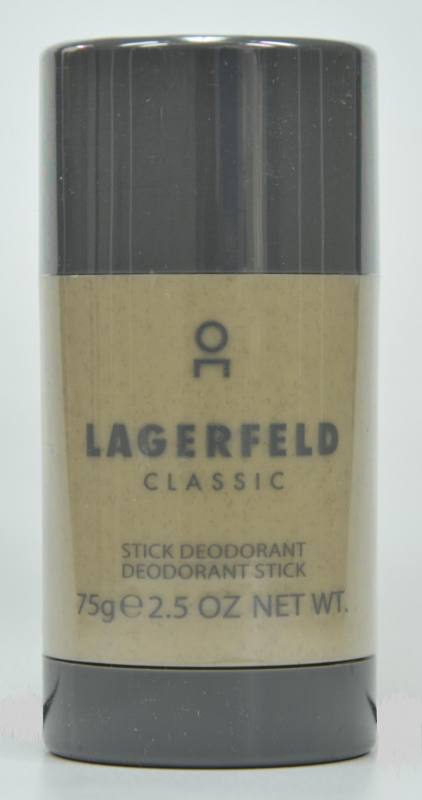 LAGERFELD
CLASSIC
STICK DEODORANT
DEODORANT STICK
75g℮2.5 OZ NET WT.